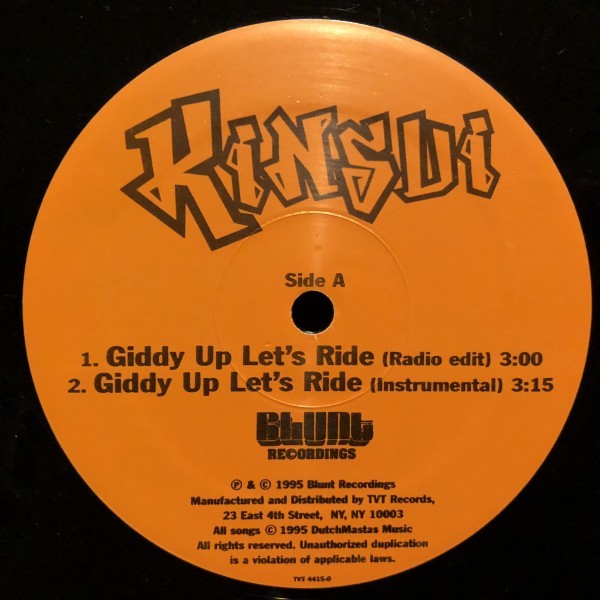 KINSUI
Side A
1. Giddy Up Let's Ride (Radio edit) 3:00
2. Giddy Up Let's Ride (Instrumental) 3:15
BLUNT
RE©ORDINGS
℗ & © 1995 Blunt Recordings
Manufactured and Distributed by TVT Records,
23 East 4th Street, NY, NY 10003
All songs © 1995 DutchMastas Music
All rights reserved. Unauthorized duplication
is a violation of applicable laws.
TVT 4415-0